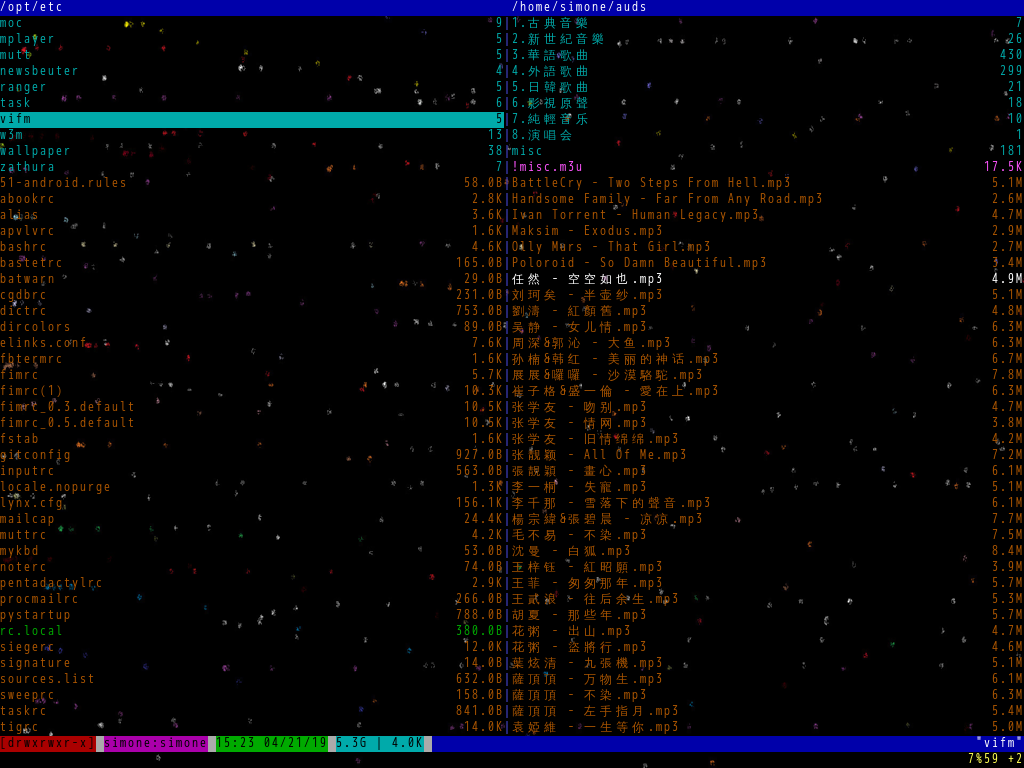 /opt/etc /home/simone/auds
moc 9 1.古典音樂 7
mplayer 5 2.新世紀音樂 26
mutt 5 3.華語歌曲 430
newsbeuter 4 4.外語歌曲 299
ranger 5 5.日韓歌曲 21
task 6 6.影視原聲 18
vifm 5 7.純輕音乐 10
w3m 13 8.演唱会 1
wallpaper 38 misc 181
zathura 7 !misc.m3u 17.5K
51-android.rules 58.0B BattleCry - Two Steps From Hell.mp3 5.1M
abookrc 2.8K Handsome Family - Far From Any Road.mp3 2.6M
alias 3.6K Ivan Torrent - Human Legacy.mp3 4.7M
apvlvrc 1.6K Maksim - Exodus.mp3 2.9M
bashrc 4.6K Olly Murs - That Girl.mp3 2.7M
bastetrc 165.0B Poloroid - So Damn Beautiful.mp3 3.4M
batwarn 29.0B 任然 - 空空如也.mp3 4.9M
cgdbrc 231.0B 刘珂矣 - 半壶纱.mp3 5.1M
dictrc 753.0B 劉濤 - 紅顏舊.mp3 4.8M
dircolors 89.0B 吴静 - 女儿情.mp3 6.3M
elinks.conf 7.6K 周深&郭沁 - 大鱼.mp3 6.3M
fbtermrc 1.6K 孙楠&韩红 - 美丽的神话.mp3 6.7M
fimrc 5.7K 展展&囉囉 - 沙漠駱駝.mp3 7.8M
fimrc(1) 10.3K 崔子格&盛一倫 - 愛在上.mp3 6.3M
fimrc_0.3.default 10.5K 张学友 - 吻别.mp3 4.7M
fimrc_0.5.default 10.5K 张学友 - 情网.mp3 3.8M
fstab 1.6K 张学友 - 旧情绵绵.mp3 4.2M
gitconfig 927.0B 张靓颖 - All Of Me.mp3 7.2M
inputrc 563.0B 張靚穎 - 畫心.mp3 6.1M
locale.nopurge 1.3K 李一桐 - 失寵.mp3 5.1M
lynx.cfg 156.1K 李千那 - 雪落下的聲音.mp3 6.1M
mailcap 24.4K 楊宗緯&張碧晨 - 凉凉.mp3 7.7M
muttrc 4.2K 毛不易 - 不染.mp3 7.5M
mykbd 53.0B 沈曼 - 白狐.mp3 8.4M
noterc 74.0B 王梓钰 - 紅昭願.mp3 3.9M
pentadactylrc 2.9K 王菲 - 匆匆那年.mp3 5.7M
procmailrc 266.0B 王貳浪 - 往后余生.mp3 5.3M
pystartup 788.0B 胡夏 - 那些年.mp3 5.7M
rc.local 380.0B 花粥 - 出山.mp3 4.7M
siegerc 12.0K 花粥 - 盜將行.mp3 4.6M
signature 14.0B 葉炫清 - 九張機.mp3 5.1M
sources.list 632.0B 薩頂頂 - 万物生.mp3 6.1M
sweeprc 158.0B 薩頂頂 - 不染.mp3 6.3M
taskrc 841.0B 薩頂頂 - 左手指月.mp3 5.4M
tigrc 14.0K 袁婭維 - 一生等你.mp3 5.0M
[drwxrwxr-x] simone:simone 15:23 04/21/19 5.3G | 4.0K "vifm"
7%59 +2